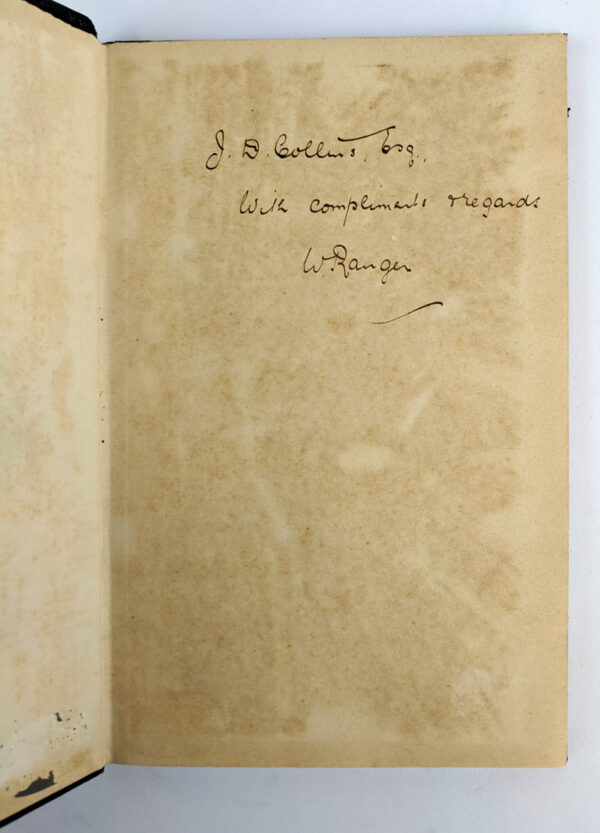 J. D. Collins, Esq.,
With compliments & regards
W. Ranger